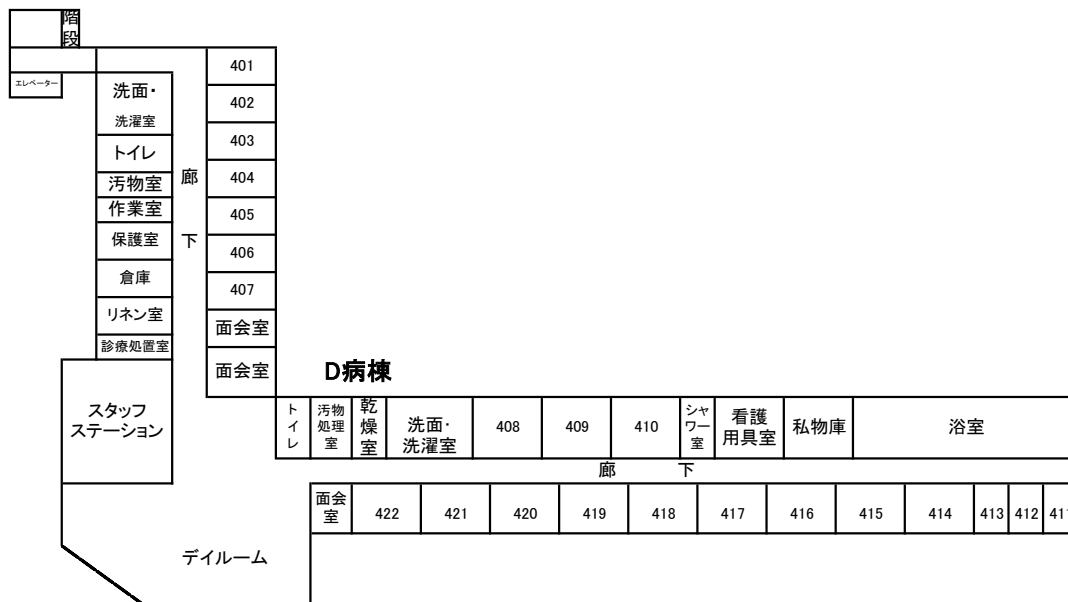 階
段
エレベーター
洗面・
洗濯室
トイレ
汚物室
作業室
保護室
倉庫
リネン室
診療処置室
スタッフ
ステーション
廊
下
401
402
403
404
405
406
407
面会室
面会室
D病棟
ト
イ
レ
汚物
処理
室
乾
燥
室
洗面・
洗濯室
408
409
410
シャ
ワー
室
看護
用具室
私物庫
浴室
廊 下
面会
室
422
421
420
419
418
417
416
415
414
413
412
411
デイルーム